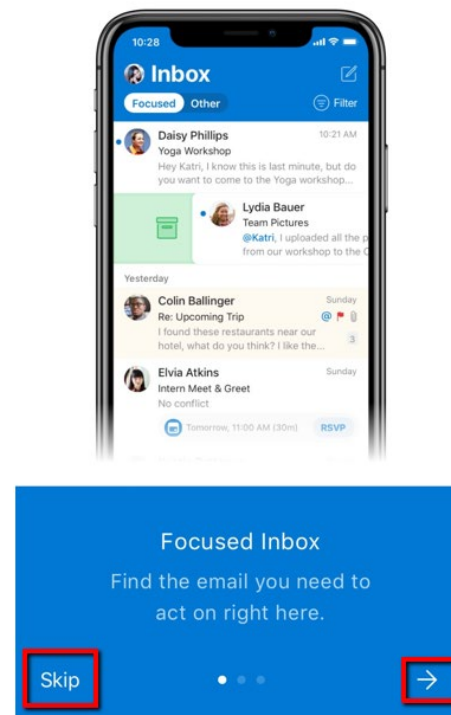 10:28
Inbox
Focused Other Filter
Daisy Phillips 10:21 AM
Yoga Workshop
Hey Katri, I know this is last minute, but do
you want to come to the Yoga workshop...
Lydia Bauer
Team Pictures
@Katri, I uploaded all the p
from our workshop to the
Yesterday
Colin Ballinger Sunday
Re: Upcoming Trip
I found these restaurants near our
hotel, what do you think? I like the... 3
Elvia Atkins Sunday
Intern Meet & Greet
No conflict
Tomorrow, 11:00 AM (30m) RSVP
Focused Inbox
Find the email you need to
act on right here.
Skip →